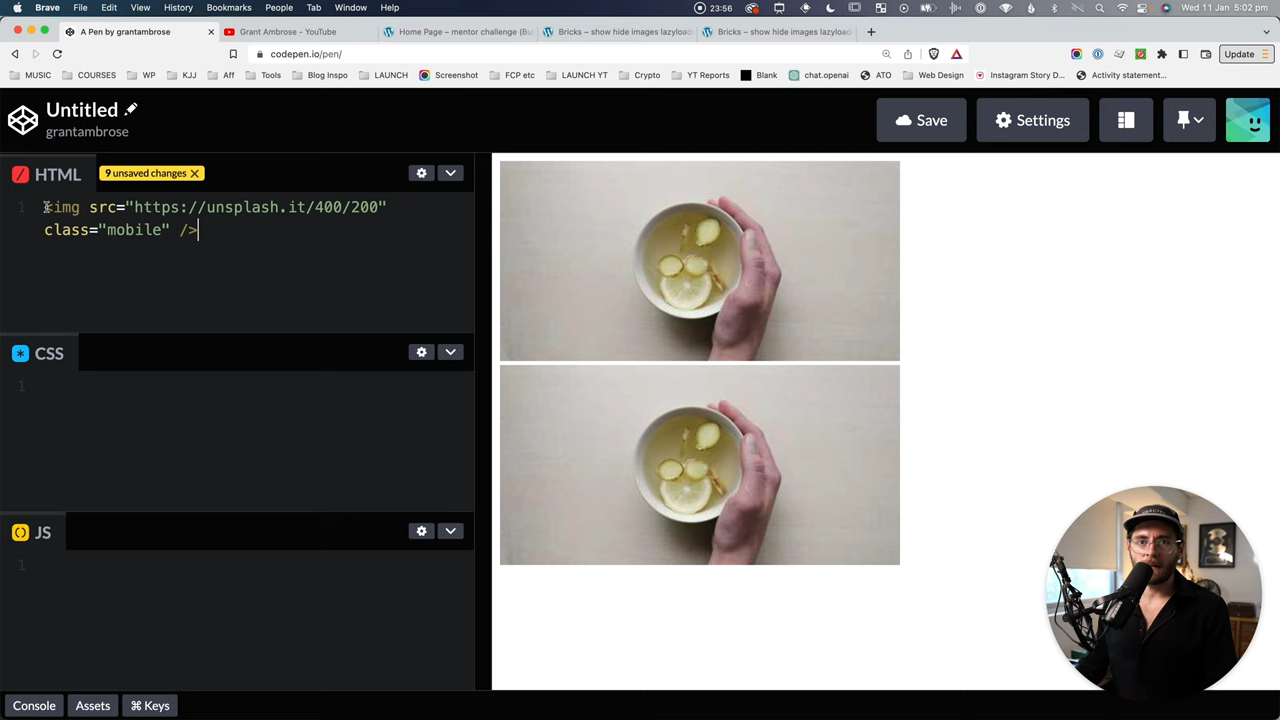 Brave File Edit View History Bookmarks People Tab Window Help 23:56 Wed 11 Jan 5:02 pm
A Pen by grantambrose Grant Ambrose - YouTube Home Page – mentor challenge (Bu Bricks – show hide images lazyload Bricks – show hide images lazyload
codepen.io/pen/ Update
MUSIC COURSES WP KJJ Aff Tools Blog Inspo LAUNCH Screenshot FCP etc LAUNCH YT Crypto YT Reports Blank chat.openai ATO Web Design Instagram Story D... Activity statement...
Untitled
grantambrose
Save Settings
HTML 9 unsaved changes X
1 <img src="https://unsplash.it/400/200"
class="mobile" />
CSS
1
JS
1
Console Assets ⌘ Keys